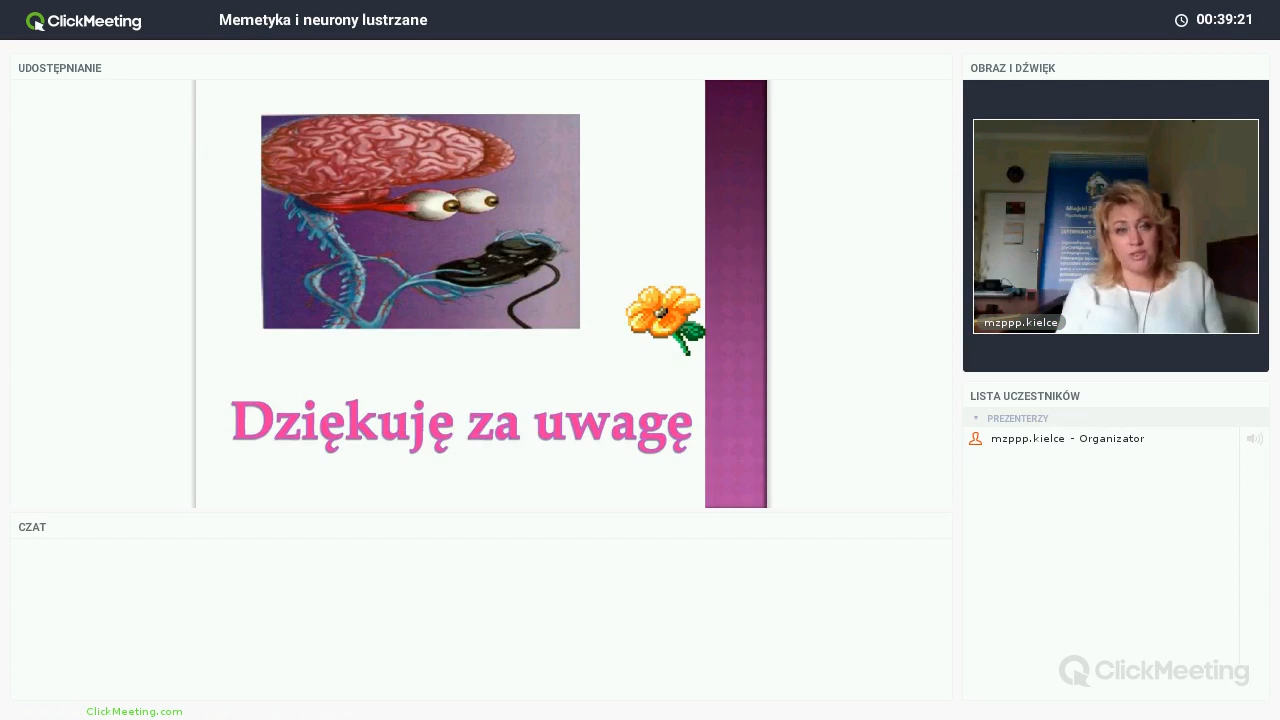 ClickMeeting
Memetyka i neurony lustrzane
00:39:21
UDOSTĘPNIANIE
OBRAZ I DŹWIĘK
mzppp.kielce
Dziękuję za uwagę
LISTA UCZESTNIKÓW
PREZENTERZY
mzppp.kielce - Organizator
CZAT
ClickMeeting
ClickMeeting.com